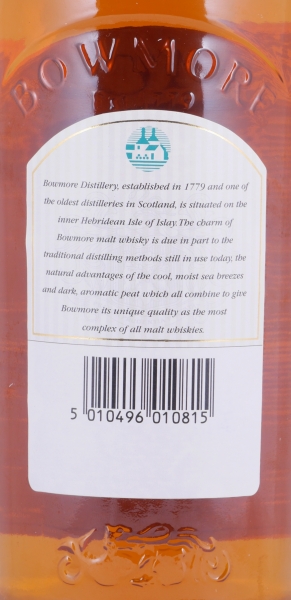 BOWMORE
Bowmore Distillery, established in 1779 and one of
the oldest distilleries in Scotland, is situated on the
inner Hebridean Isle of Islay. The charm of
Bowmore malt whisky is due in part to the
traditional distilling methods still in use today, the
natural advantages of the cool, moist sea breezes
and dark, aromatic peat which all combine to give
Bowmore its unique quality as the most
complex of all malt whiskies.
5 010496 010815